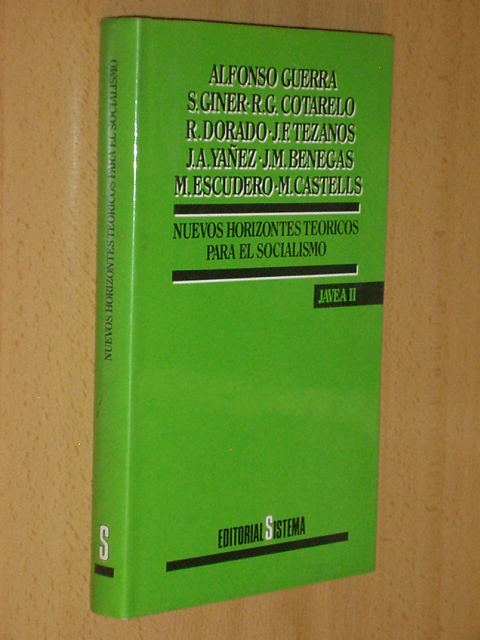 ALFONSO GUERRA
S. GINER·R.G. COTARELO
R. DORADO·J.F. TEZANOS
J.A. YAÑEZ·J.M. BENEGAS
M. ESCUDERO·M. CASTELLS
NUEVOS HORIZONTES TEORICOS
PARA EL SOCIALISMO
JAVEA II
EDITORIAL SISTEMA
NUEVOS HORIZONTES TEORICOS PARA EL SOCIALISMO
S